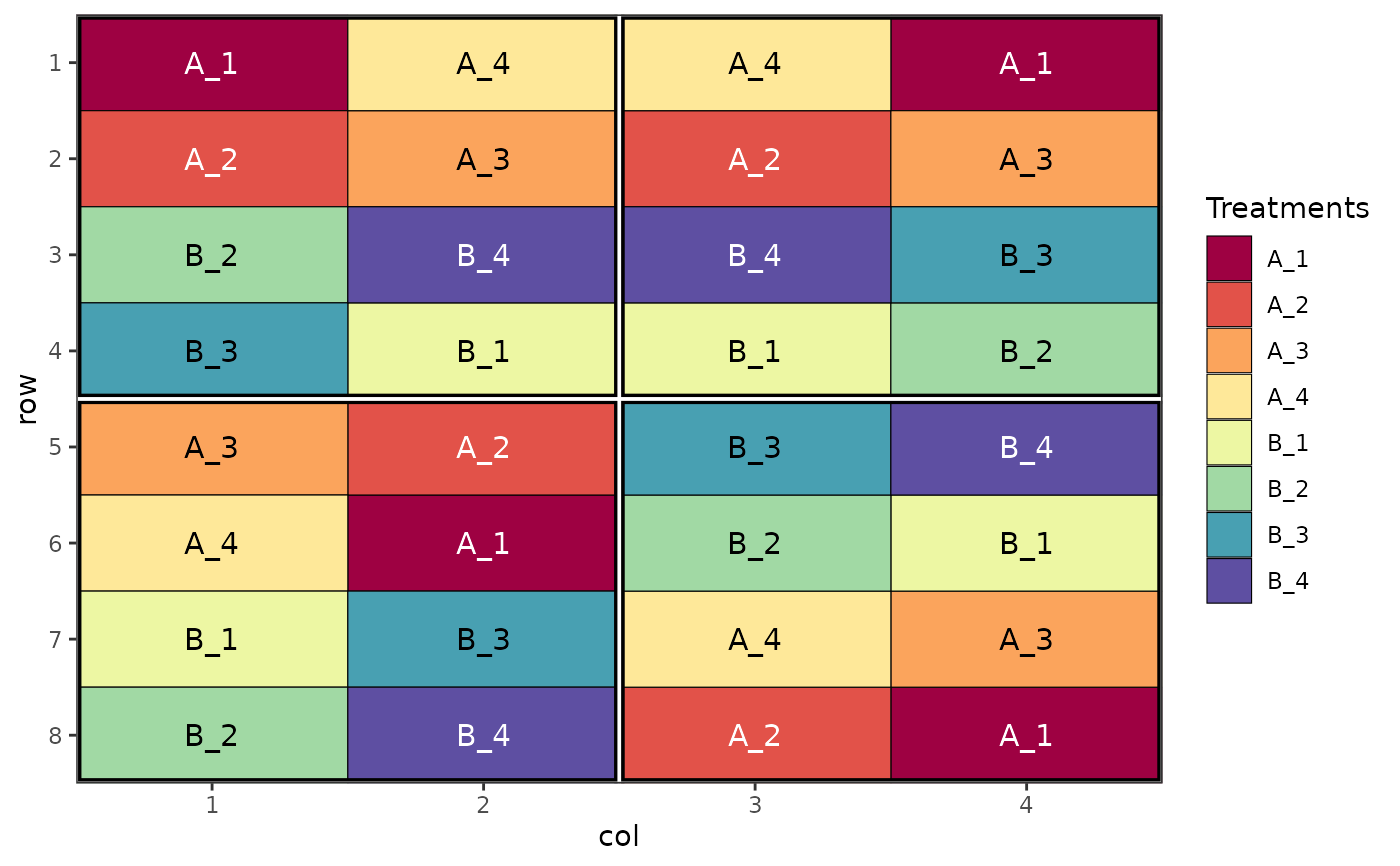 1 A_1 A_4 A_4 A_1
2 A_2 A_3 A_2 A_3
3 B_2 B_4 B_4 B_3
4 B_3 B_1 B_1 B_2
row
5 A_3 A_2 B_3 B_4
6 A_4 A_1 B_2 B_1
7 B_1 B_3 A_4 A_3
8 B_2 B_4 A_2 A_1
1 2 3 4
col
Treatments
A_1
A_2
A_3
A_4
B_1
B_2
B_3
B_4